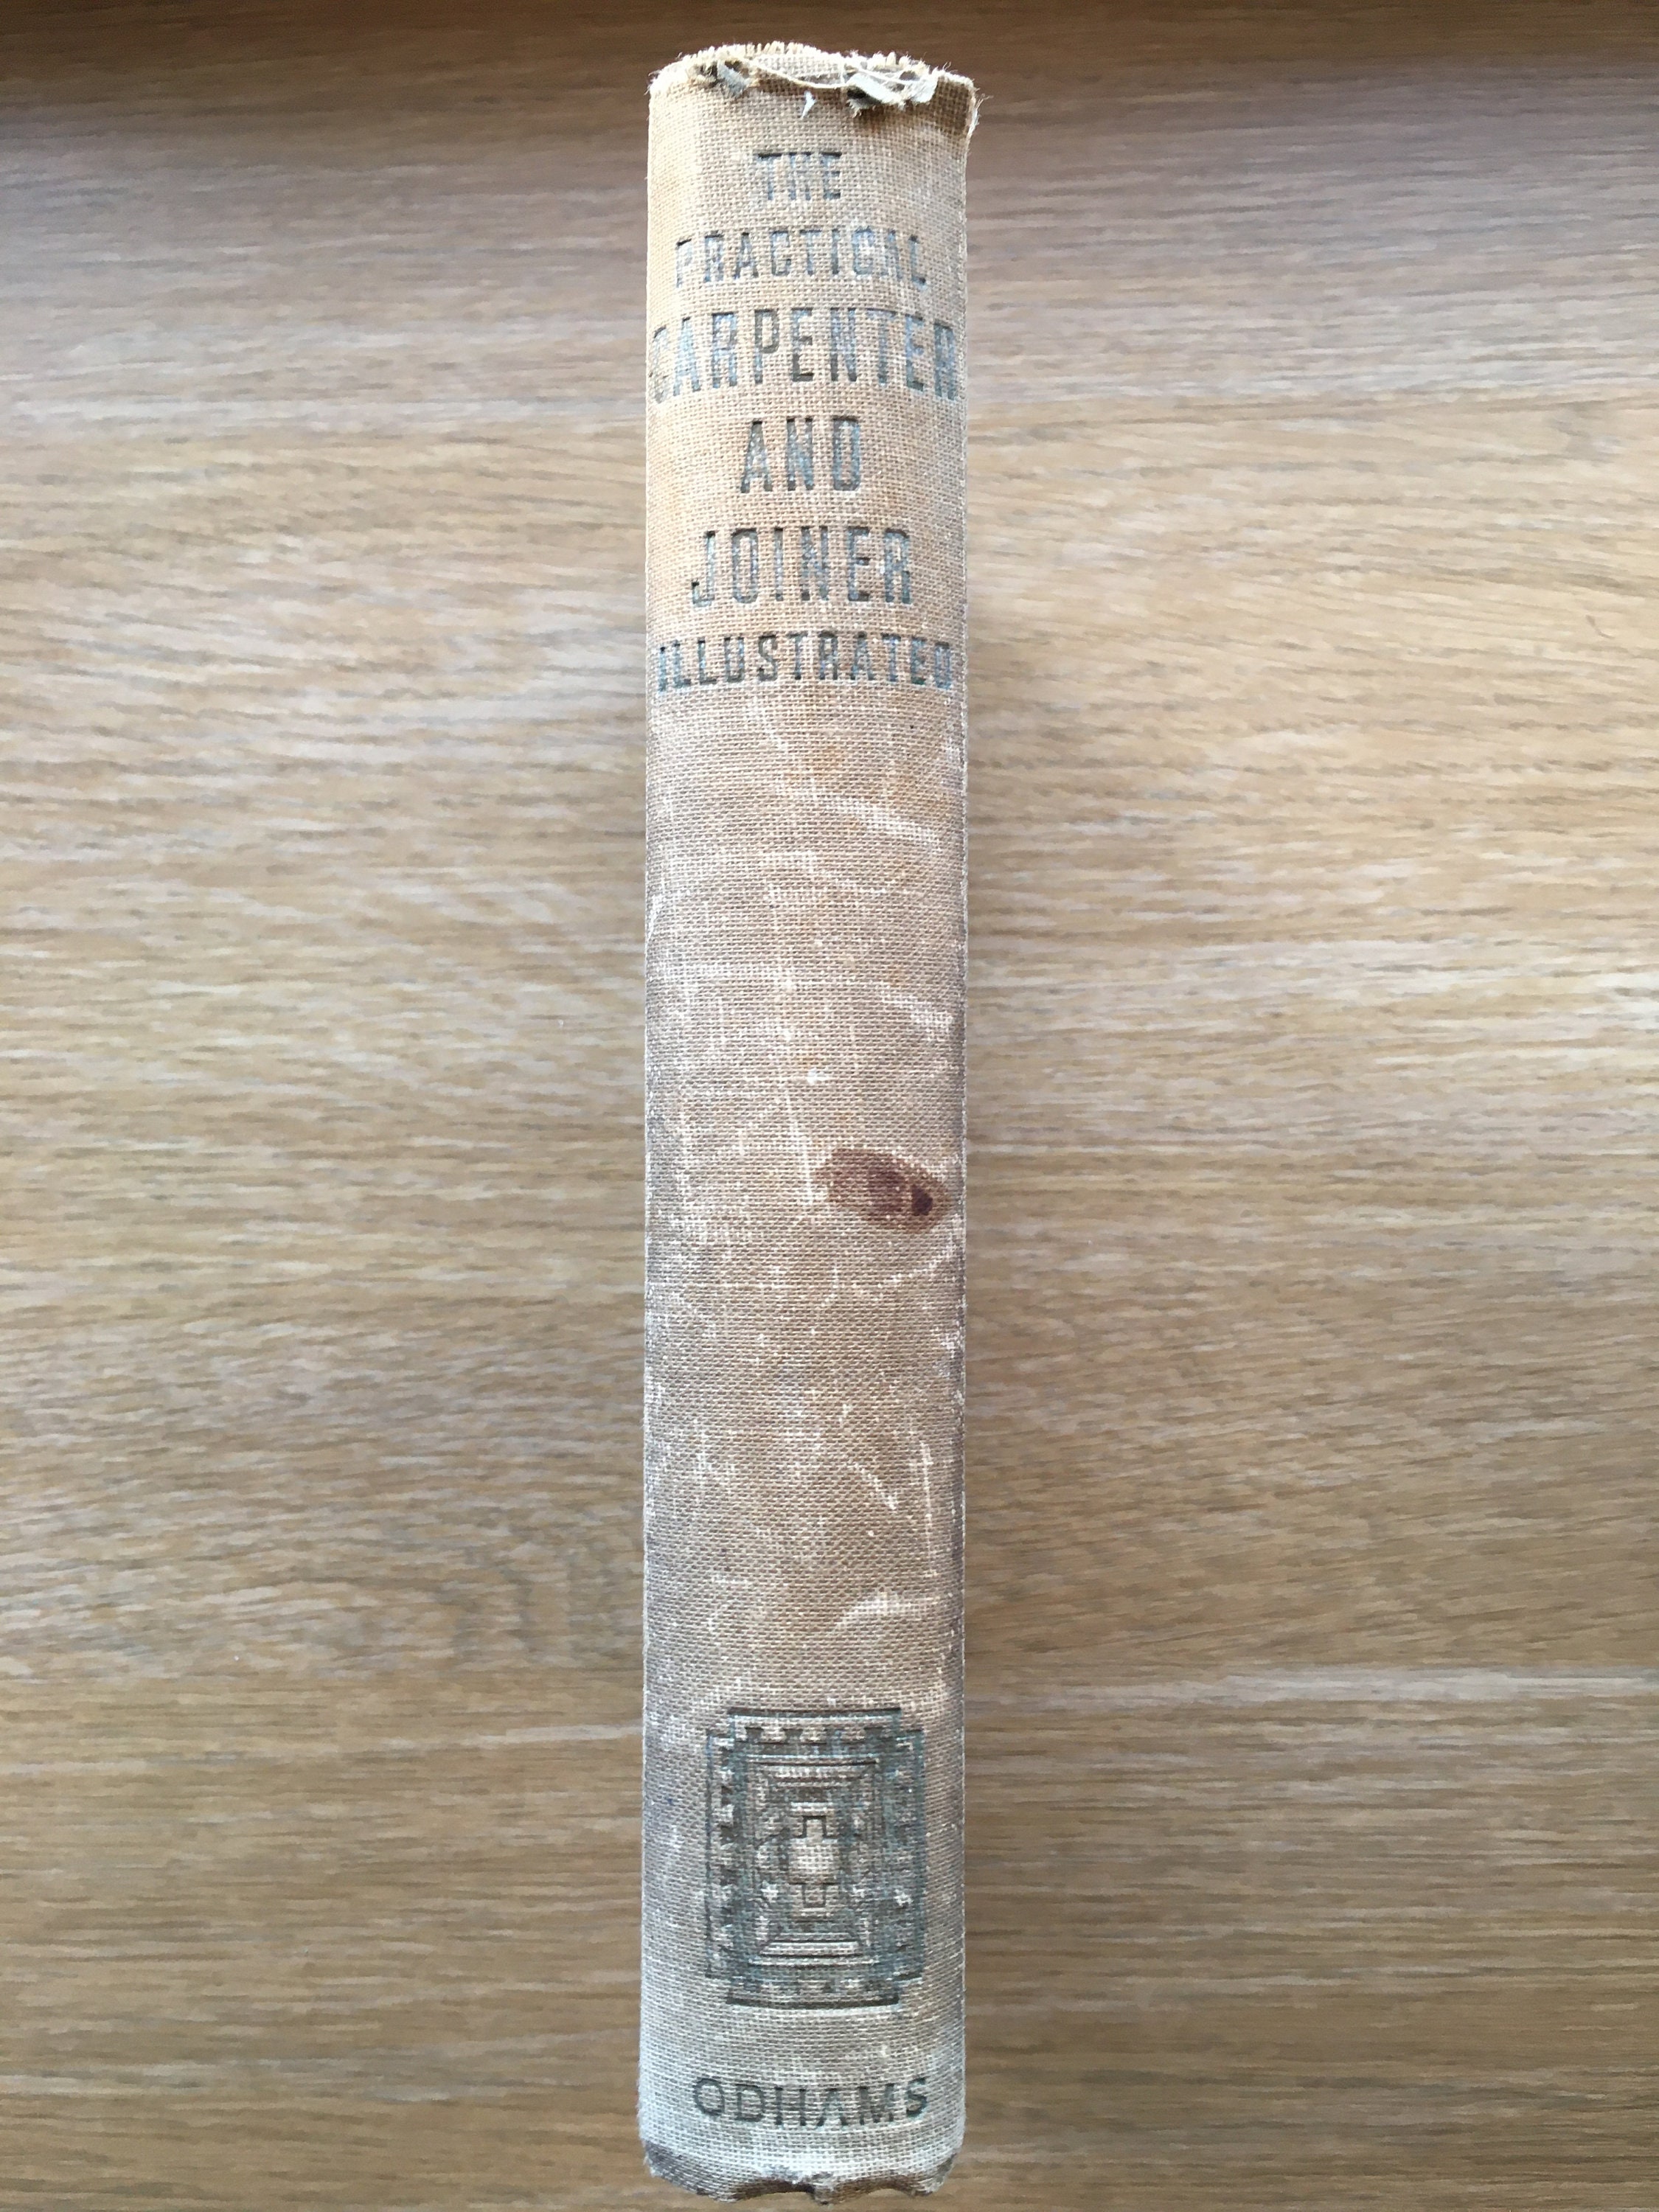 THE
PRACTICAL
CARPENTER
AND
JOINER
ILLUSTRATED
ODHAMS